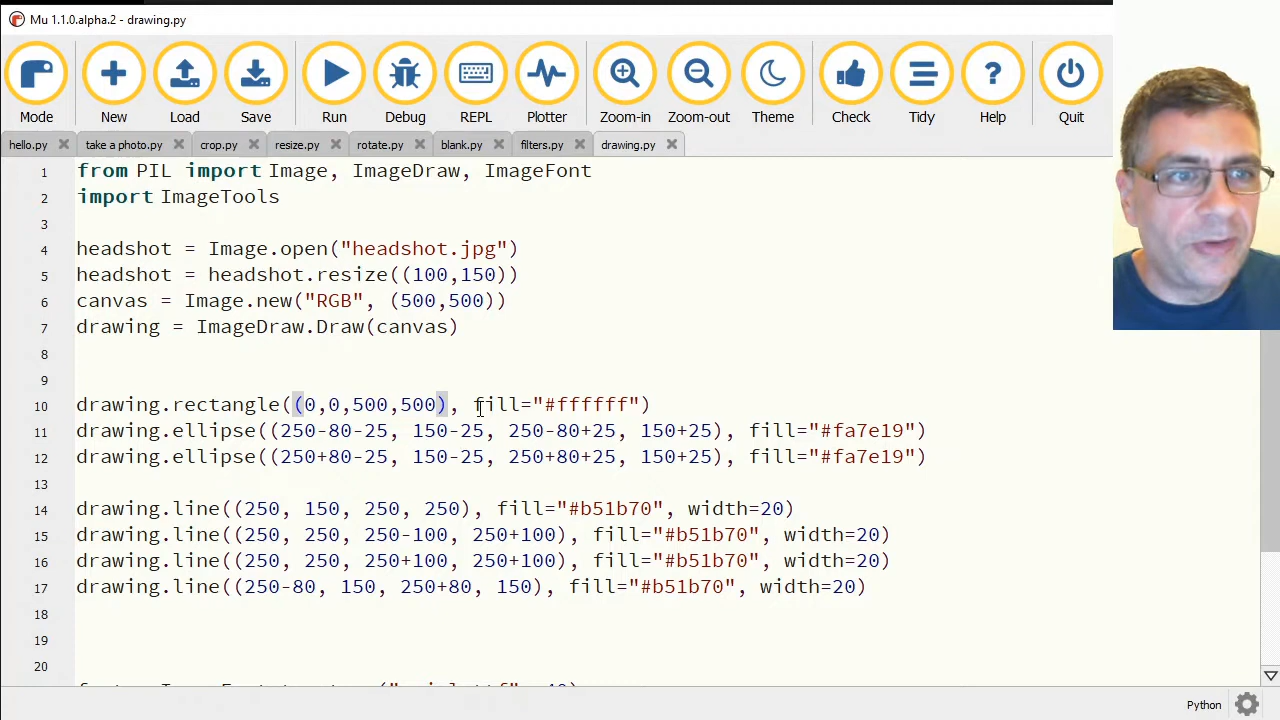 Mu 1.1.0.alpha.2 - drawing.py
Mode New Load Save Run Debug REPL Plotter Zoom-in Zoom-out Theme Check Tidy Help Quit
hello.py take a photo.py crop.py resize.py rotate.py blank.py filters.py drawing.py
1 from PIL import Image, ImageDraw, ImageFont
2 import ImageTools
3
4 headshot = Image.open("headshot.jpg")
5 headshot = headshot.resize((100,150))
6 canvas = Image.new("RGB", (500,500))
7 drawing = ImageDraw.Draw(canvas)
8
9
10 drawing.rectangle((0,0,500,500), fill="#ffffff")
11 drawing.ellipse((250-80-25, 150-25, 250-80+25, 150+25), fill="#fa7e19")
12 drawing.ellipse((250+80-25, 150-25, 250+80+25, 150+25), fill="#fa7e19")
13
14 drawing.line((250, 150, 250, 250), fill="#b51b70", width=20)
15 drawing.line((250, 250, 250-100, 250+100), fill="#b51b70", width=20)
16 drawing.line((250, 250, 250+100, 250+100), fill="#b51b70", width=20)
17 drawing.line((250-80, 150, 250+80, 150), fill="#b51b70", width=20)
18
19
20
Python